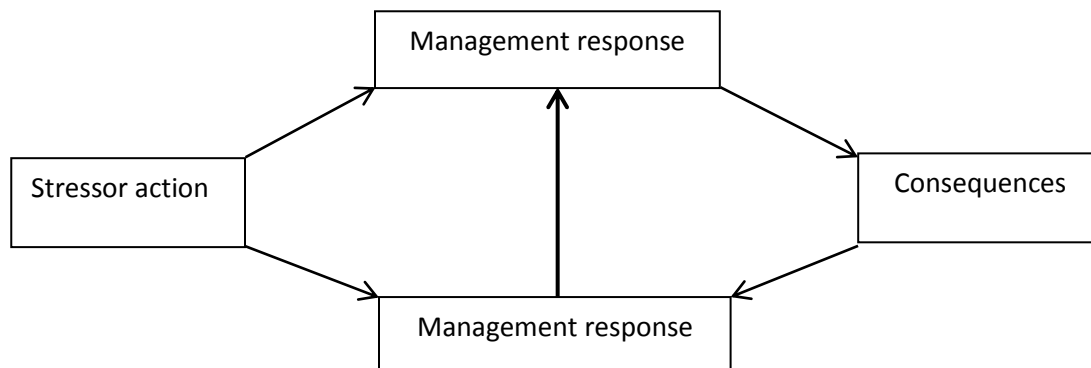 Management response
Stressor action
Consequences
Management response